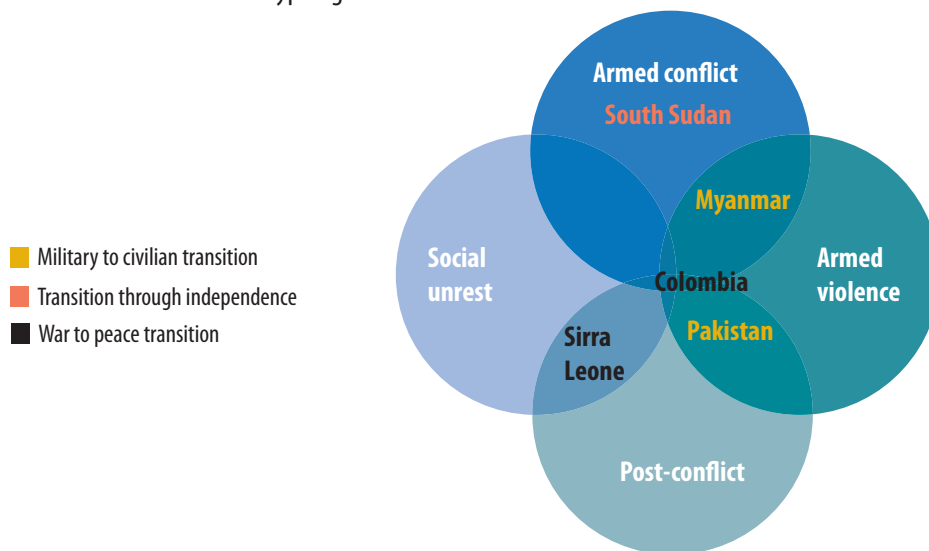 Armed conflict
South Sudan
Myanmar
Military to civilian transition
Transition through independence
War to peace transition
Social
unrest
Armed
violence
Colombia
Pakistan
Sirra
Leone
Post-conflict